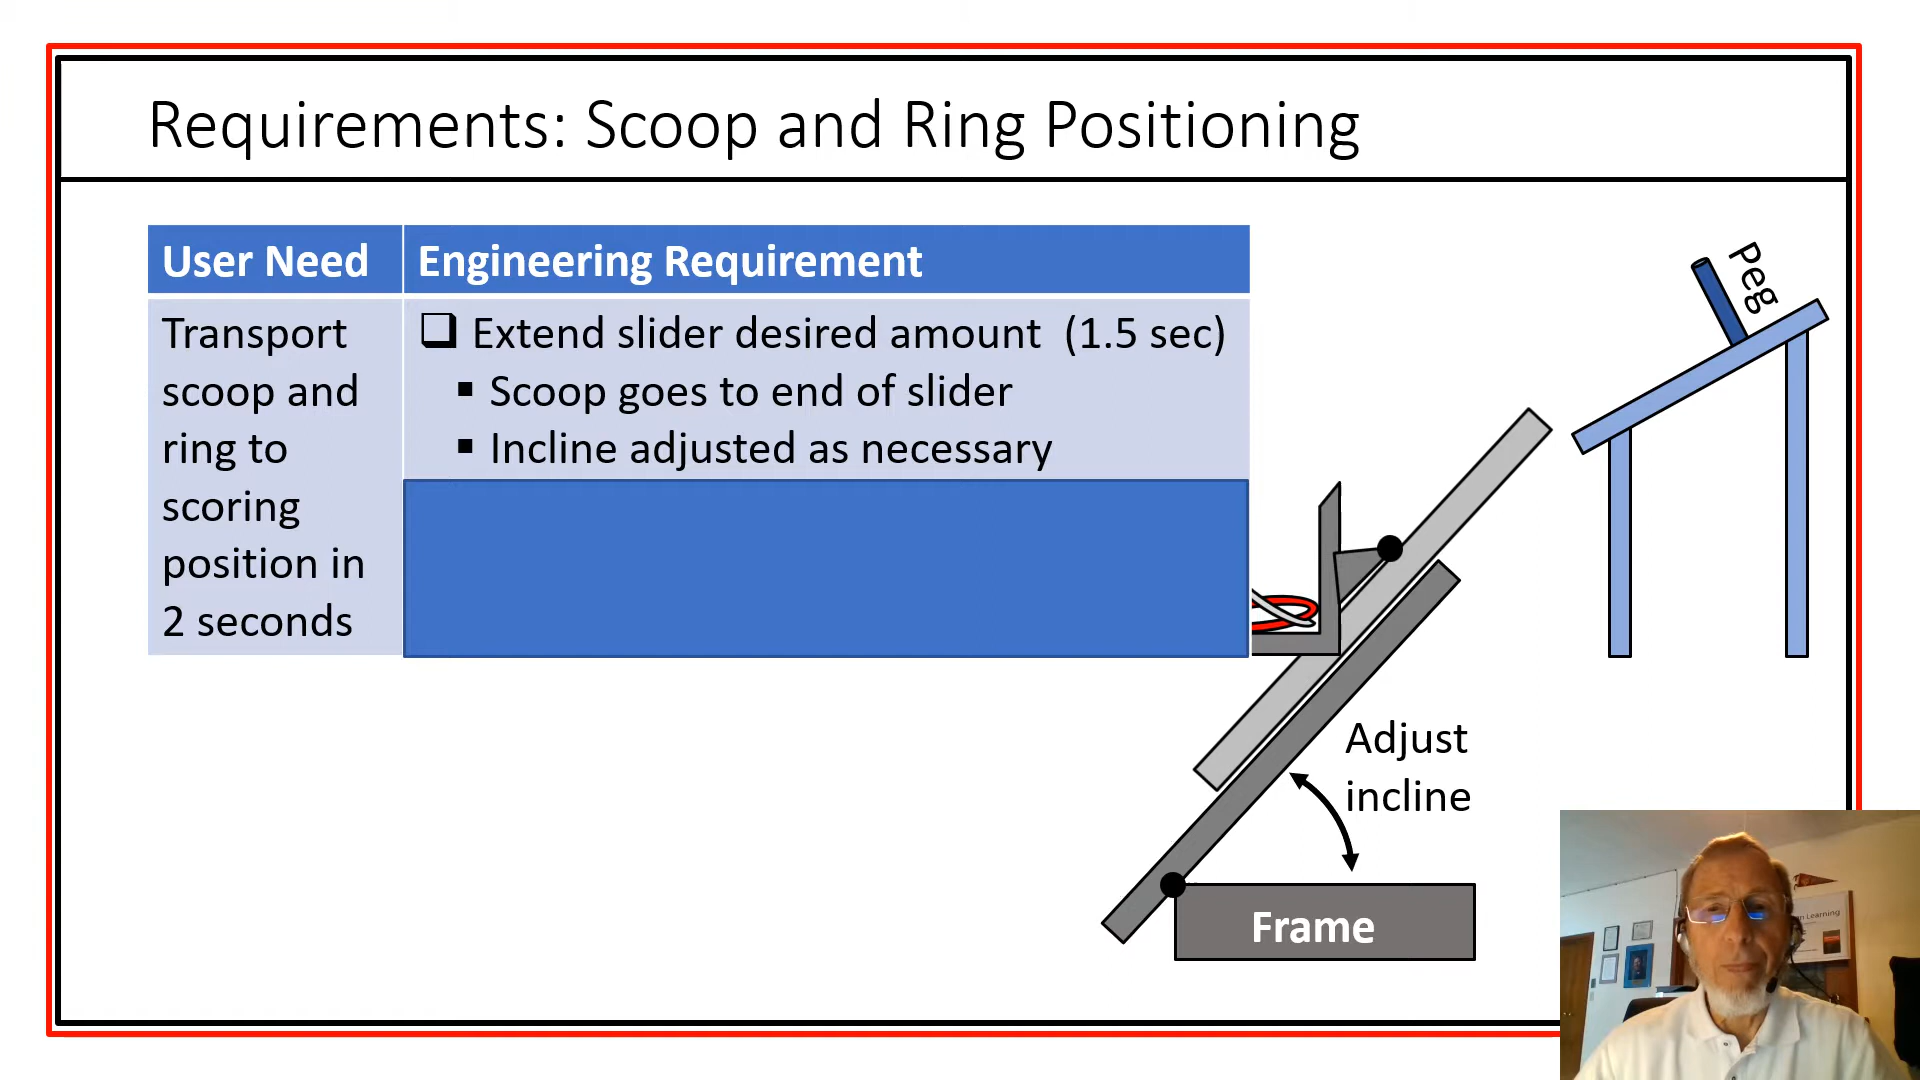 Requirements: Scoop and Ring Positioning
User Need
Engineering Requirement
Transport
scoop and
ring to
scoring
position in
2 seconds
❑ Extend slider desired amount (1.5 sec)
▪ Scoop goes to end of slider
▪ Incline adjusted as necessary
Peg
Adjust
incline
Frame
Learning